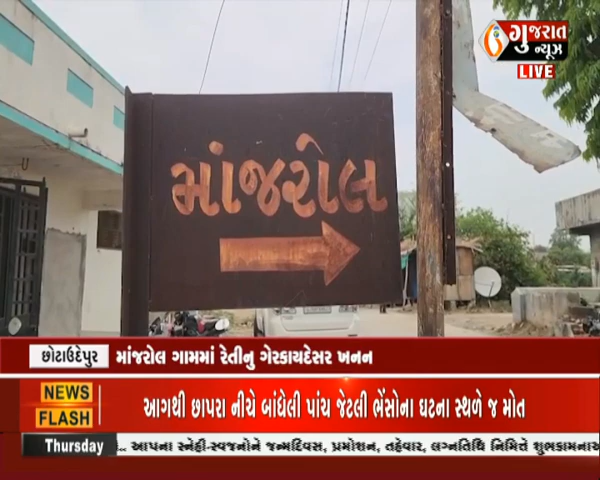 ગુજરાત
ન્યૂઝ
LIVE
માંજરોલ
છોટાઉદેપુર માંજરોલ ગામમાં રેતીનુ ગેરકાયદેસર ખનન
NEWS
FLASH
આગથી છાપરા નીચે બાંધેલી પાંચ જેટલી ભેંસોના ઘટના સ્થળે જ મોત
Thursday .. આપના સ્નેહી-સ્વજનોને જન્મદિવસ, પ્રમોશન, તહેવાર, લગ્નતિથિ નિમિત્તે શુભકામનાઓ